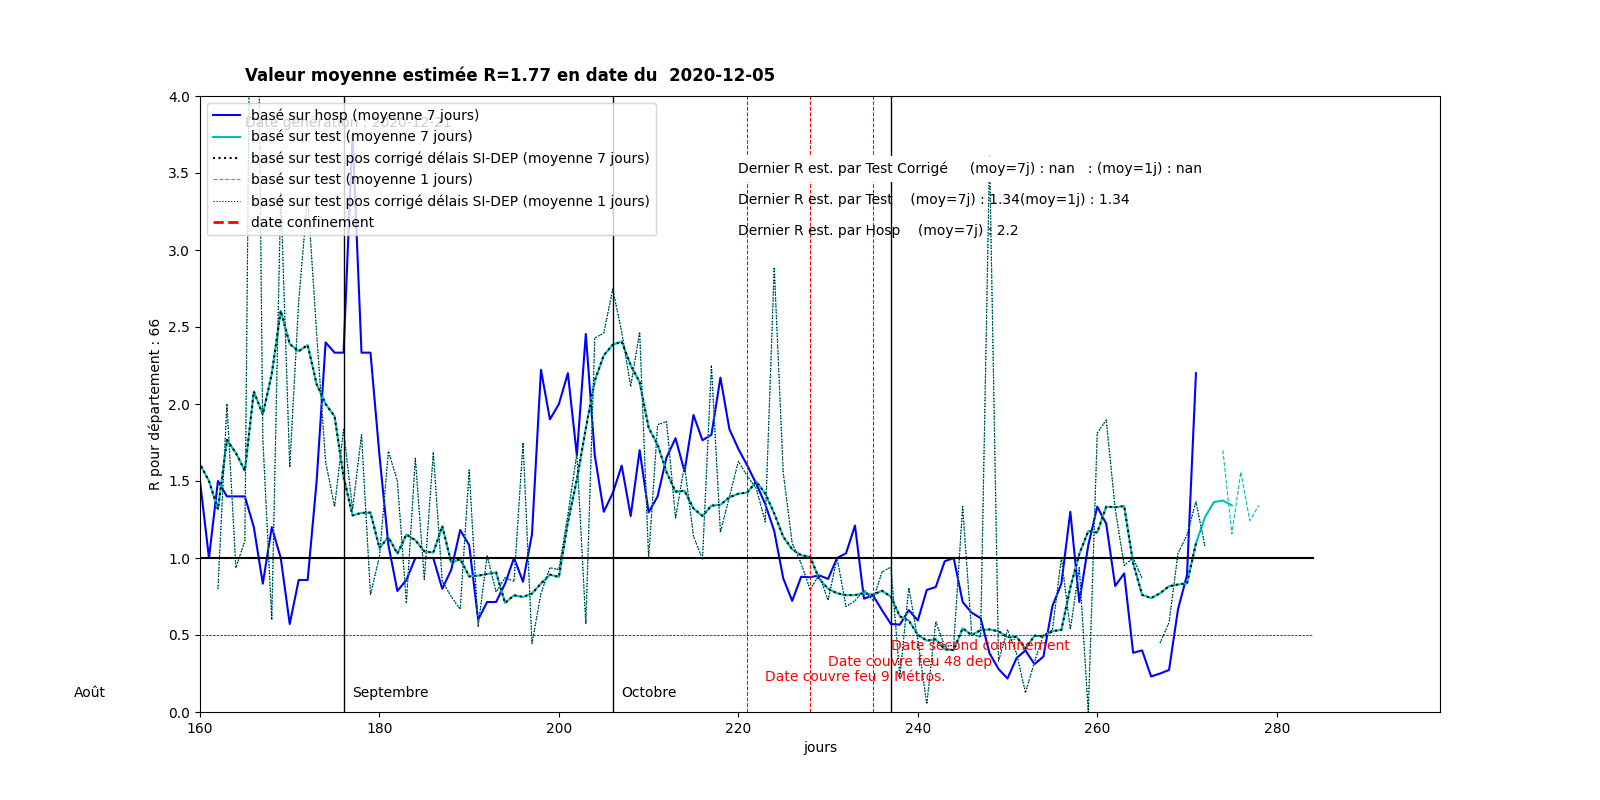 Valeur moyenne estimée R=1.77 en date du  2020-12-05
Date génération : 2020-12-21
basé sur hosp (moyenne 7 jours)
basé sur test (moyenne 7 jours)
basé sur test pos corrigé délais SI-DEP (moyenne 7 jours)
basé sur test (moyenne 1 jours)
basé sur test pos corrigé délais SI-DEP (moyenne 1 jours)
date confinement
Dernier R est. par Test Corrigé     (moy=7j) : nan   : (moy=1j) : nan
Dernier R est. par Test    (moy=7j) : 1.34(moy=1j) : 1.34
Dernier R est. par Hosp    (moy=7j) : 2.2
4.0
3.5
3.0
2.5
2.0
1.5
1.0
0.5
0.0
R pour département : 66
Date second confinement
Date couvre feu 48 dep
Date couvre feu 9 Métros.
Août
Septembre
Octobre
160 180 200 220 240 260 280
jours